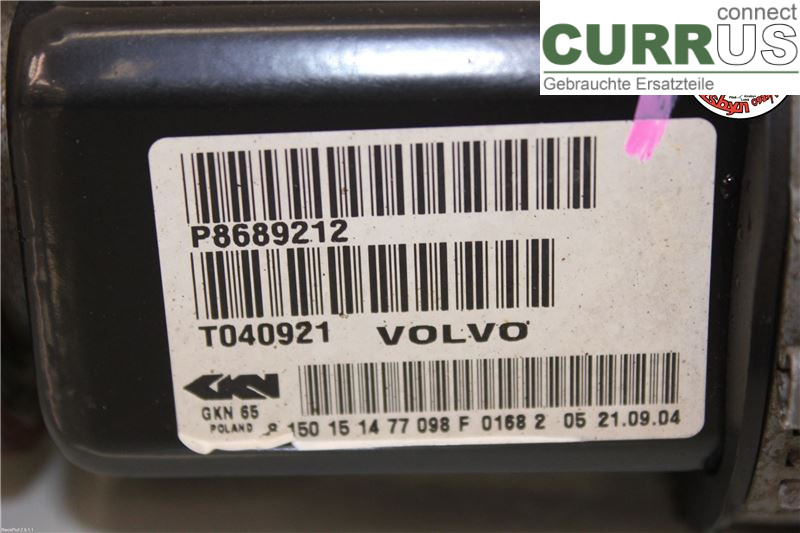 connect
CURRUS
Gebrauchte Ersatzteile
P8689212
T040921 VOLVO
GKN
GKN 65
POLAND
150 15 14 77 098 F 0168 2 05 21.09.04